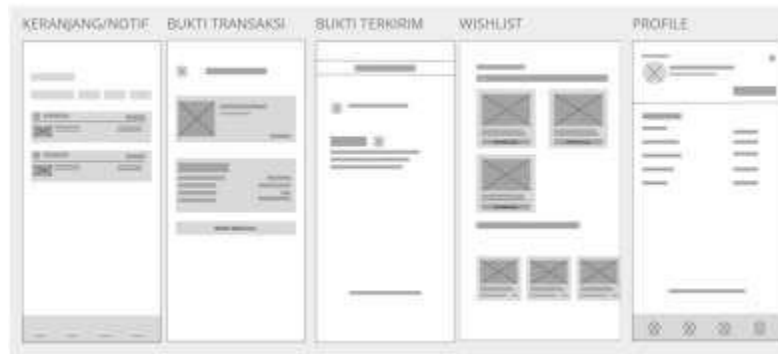 KERANJANG/NOTIF
BUKTI TRANSAKSI
BUKTI TERKIRIM
WISHLIST
PROFILE